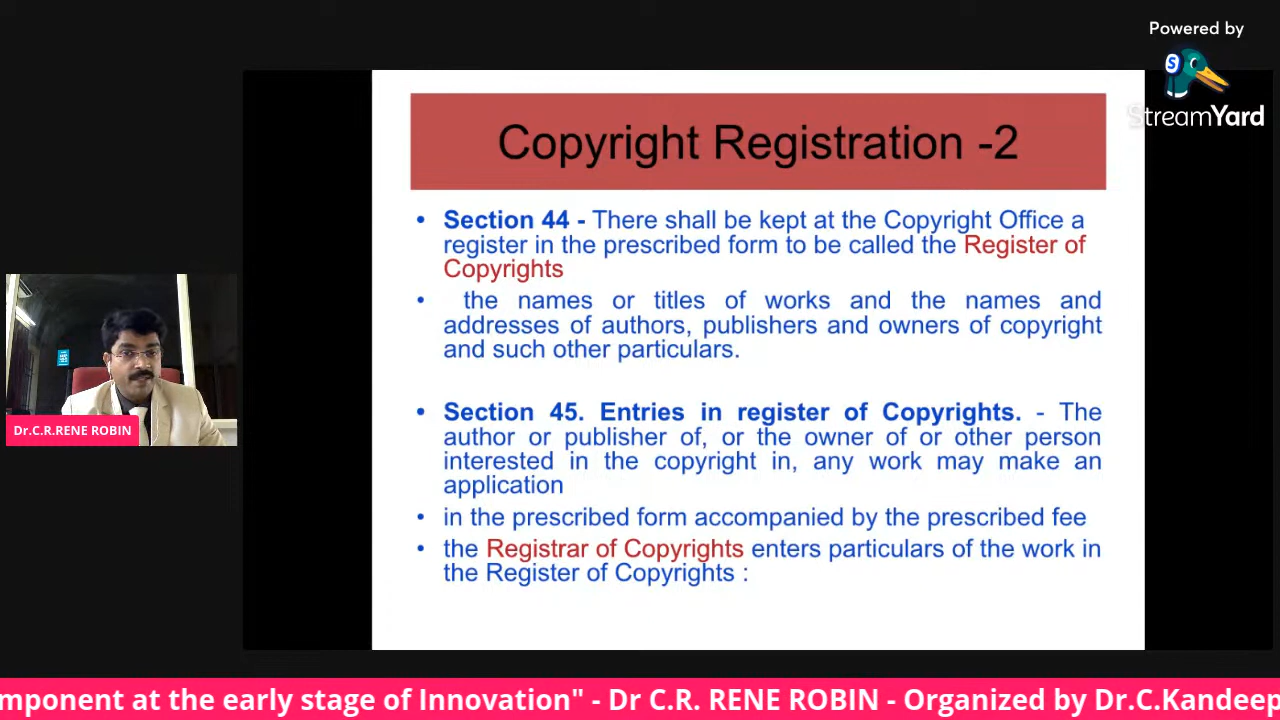 Powered by
StreamYard
Copyright Registration -2
• Section 44 - There shall be kept at the Copyright Office a
register in the prescribed form to be called the Register of
Copyrights
• the names or titles of works and the names and
addresses of authors, publishers and owners of copyright
and such other particulars.
• Section 45. Entries in register of Copyrights. - The
author or publisher of, or the owner of or other person
interested in the copyright in, any work may make an
application
• in the prescribed form accompanied by the prescribed fee
• the Registrar of Copyrights enters particulars of the work in
the Register of Copyrights :
Dr.C.R.RENE ROBIN
mponent at the early stage of Innovation" - Dr C.R. RENE ROBIN - Organized by Dr.C.Kandeep